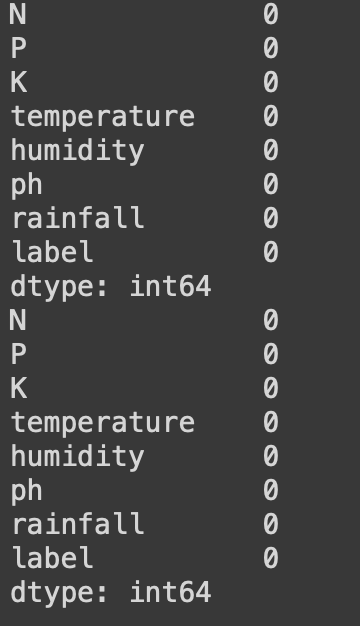 N                0
P                0
K                0
temperature      0
humidity         0
ph               0
rainfall         0
label            0
dtype: int64
N                0
P                0
K                0
temperature      0
humidity         0
ph               0
rainfall         0
label            0
dtype: int64